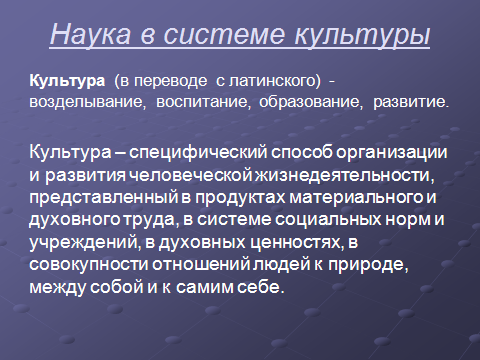 Наука в системе культуры
Культура (в переводе с латинского) -
возделывание, воспитание, образование, развитие.
Культура – специфический способ организации
и развития человеческой жизнедеятельности,
представленный в продуктах материального и
духовного труда, в системе социальных норм и
учреждений, в духовных ценностях, в
совокупности отношений людей к природе,
между собой и к самим себе.